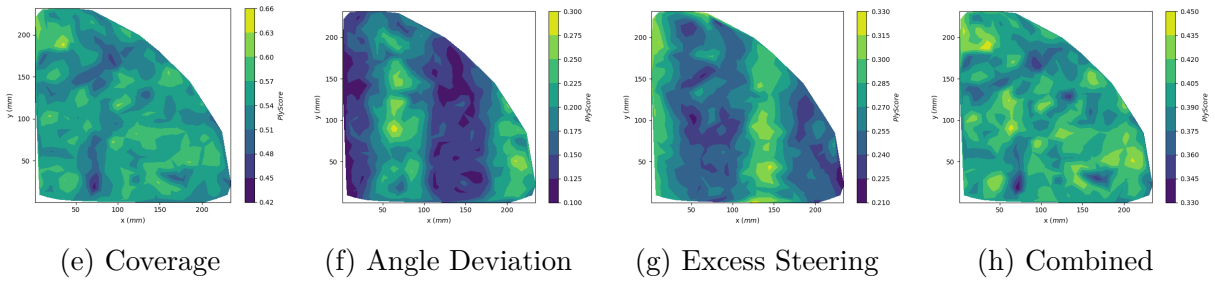 200
150
100
50
y (mm)
50 100 150 200
x (mm)
0.66
0.63
0.60
0.57
0.54
0.51
0.48
0.45
0.42
PlyScore
(e) Coverage
200
150
100
50
y (mm)
50 100 150 200
x (mm)
0.300
0.275
0.250
0.225
0.200
0.175
0.150
0.125
0.100
PlyScore
(f) Angle Deviation
200
150
100
50
y (mm)
50 100 150 200
x (mm)
0.330
0.315
0.300
0.285
0.270
0.255
0.240
0.225
0.210
PlyScore
(g) Excess Steering
200
150
100
50
y (mm)
50 100 150 200
x (mm)
0.450
0.435
0.420
0.405
0.390
0.375
0.360
0.345
0.330
PlyScore
(h) Combined